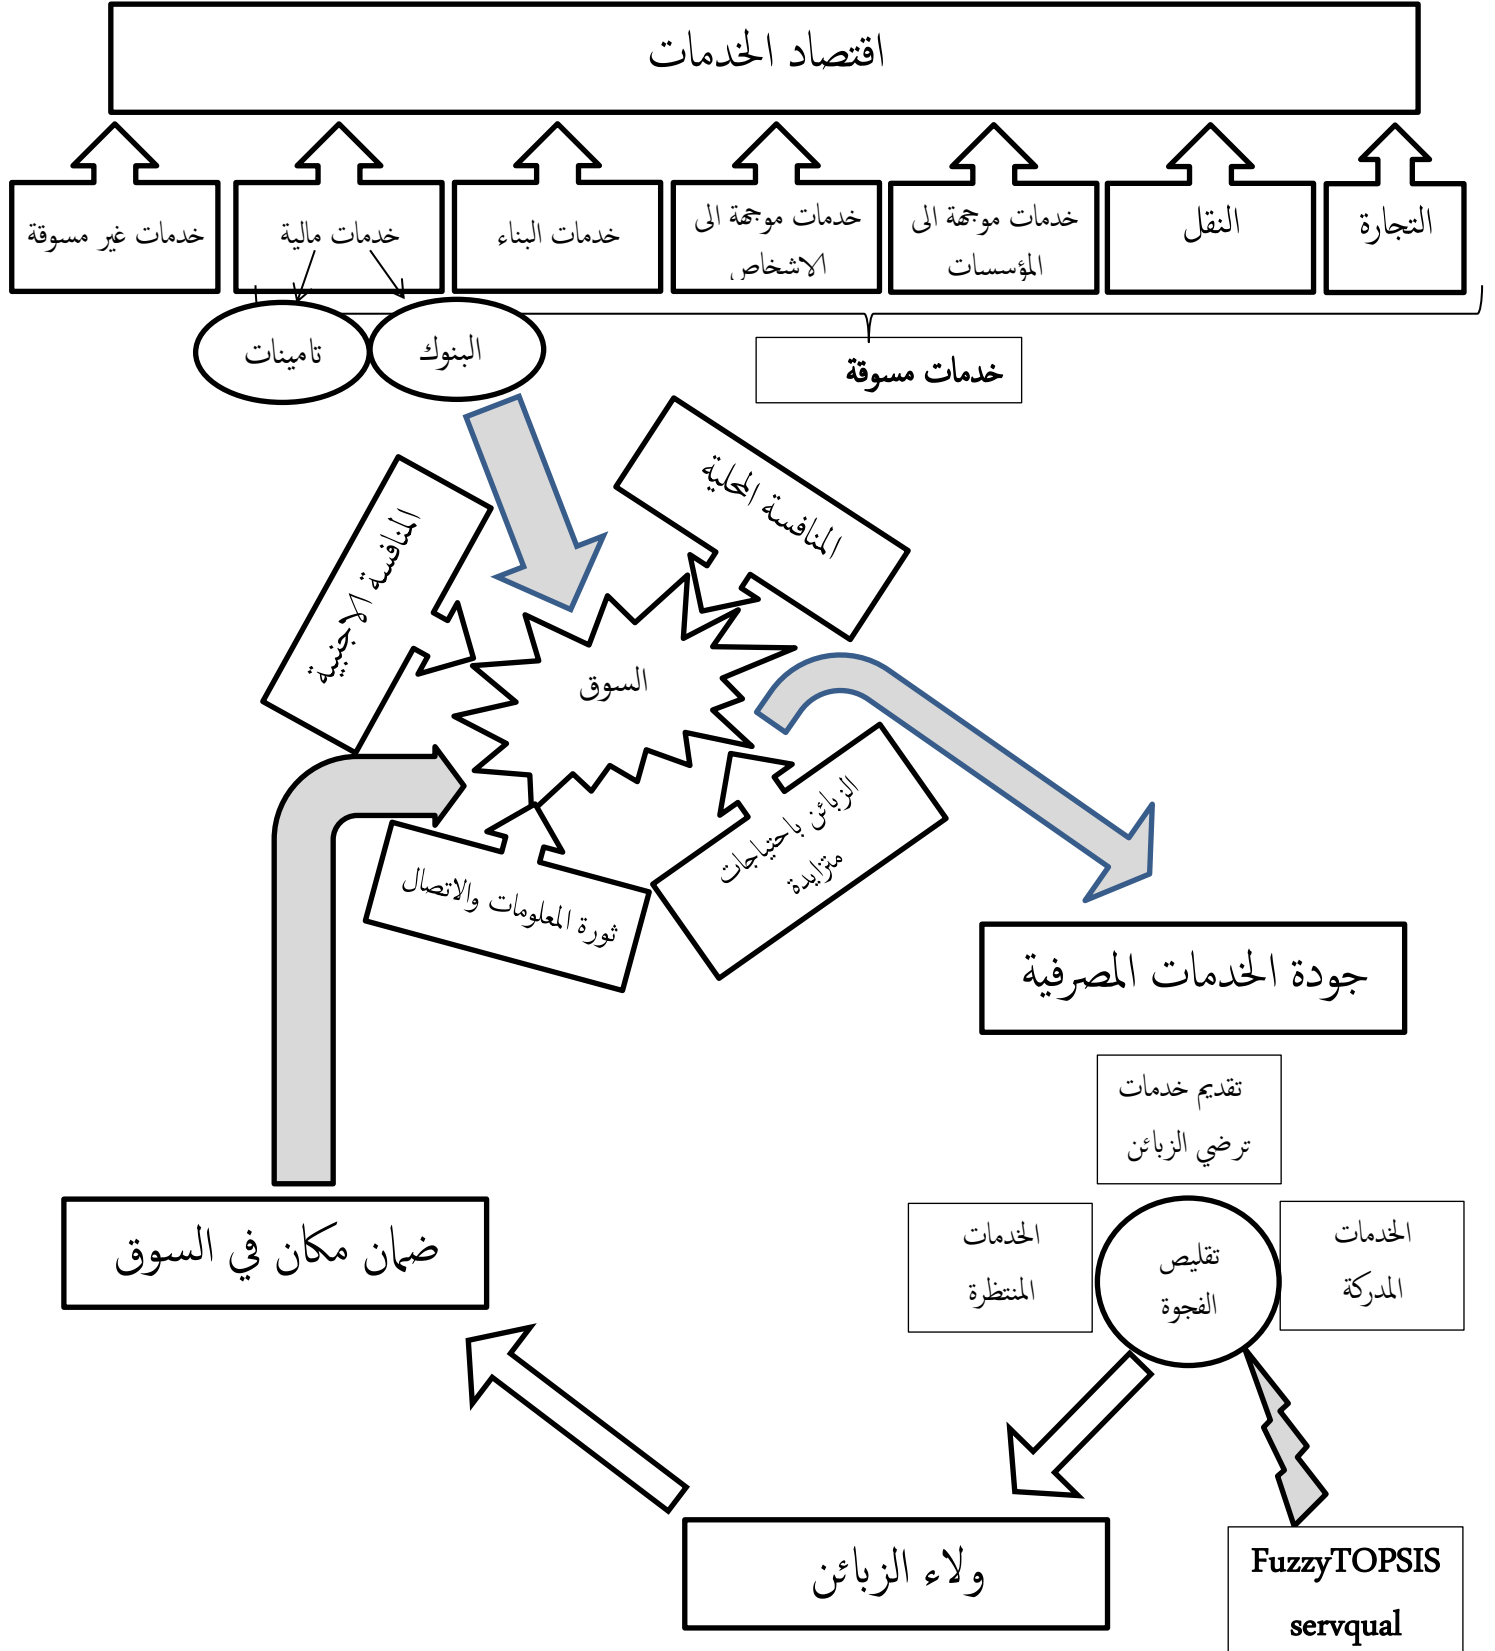 اقتصاد الخدمات
التجارة
النقل
خدمات موجهة الى
المؤسسات
خدمات موجهة الى
الاشخاص
خدمات البناء
خدمات مالية
خدمات غير مسوقة
البنوك
تامينات
خدمات مسوقة
المنافسة المحلية
المنافسة الاجنبية
السوق
الزبائن باحتياجات
متزايدة
ثورة المعلومات والاتصال
جودة الخدمات المصرفية
تقديم خدمات
ترضي الزبائن
الخدمات
المدركة
تقليص
الفجوة
الخدمات
المنتظرة
ضمان مكان في السوق
ولاء الزبائن
FuzzyTOPSIS
servqual